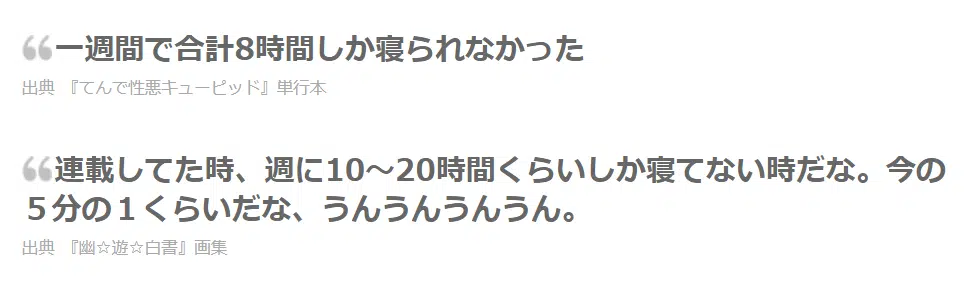 ❝一週間で合計8時間しか寝られなかった
出典 『てんで性悪キューピッド』単行本
❝連載してた時、週に10～20時間くらいしか寝てない時だな。今の
５分の１くらいだな、うんうんうんうん。
出典 『幽☆遊☆白書』画集